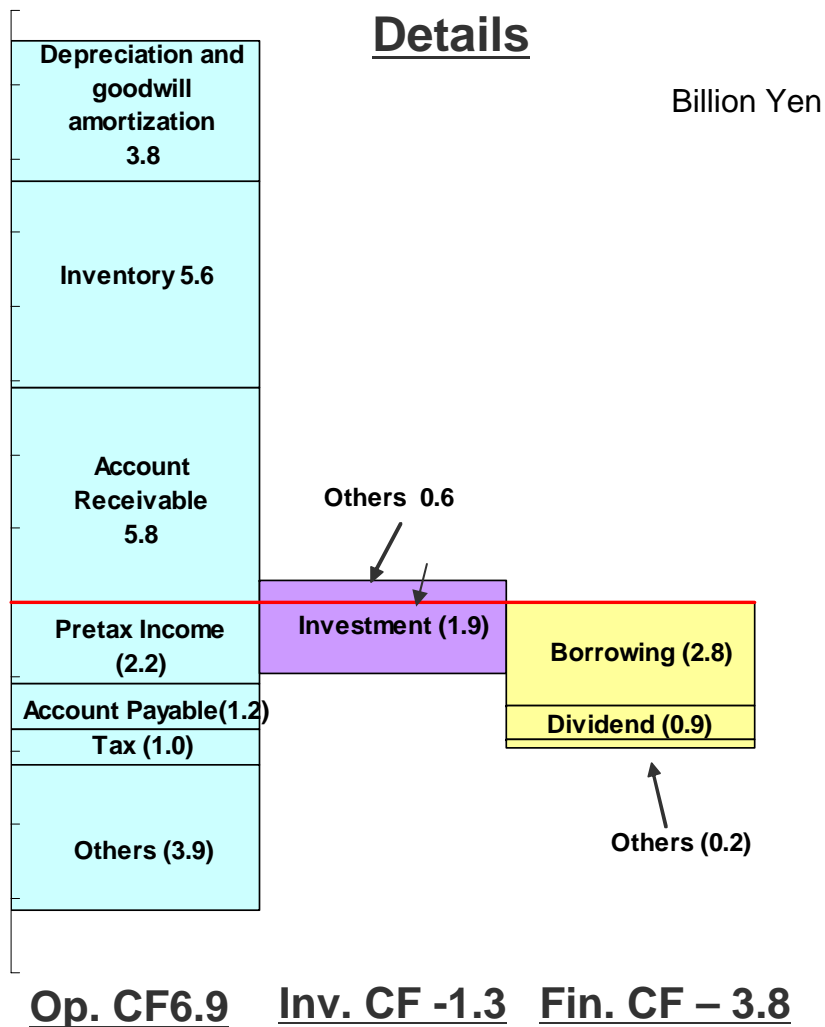 Details
Billion Yen
Depreciation and
goodwill
amortization
3.8
Inventory 5.6
Account
Receivable
5.8
Others 0.6
Pretax Income
(2.2)
Investment (1.9)
Borrowing (2.8)
Account Payable(1.2)
Dividend (0.9)
Tax (1.0)
Others (3.9)
Others (0.2)
Op. CF6.9
Inv. CF -1.3
Fin. CF – 3.8